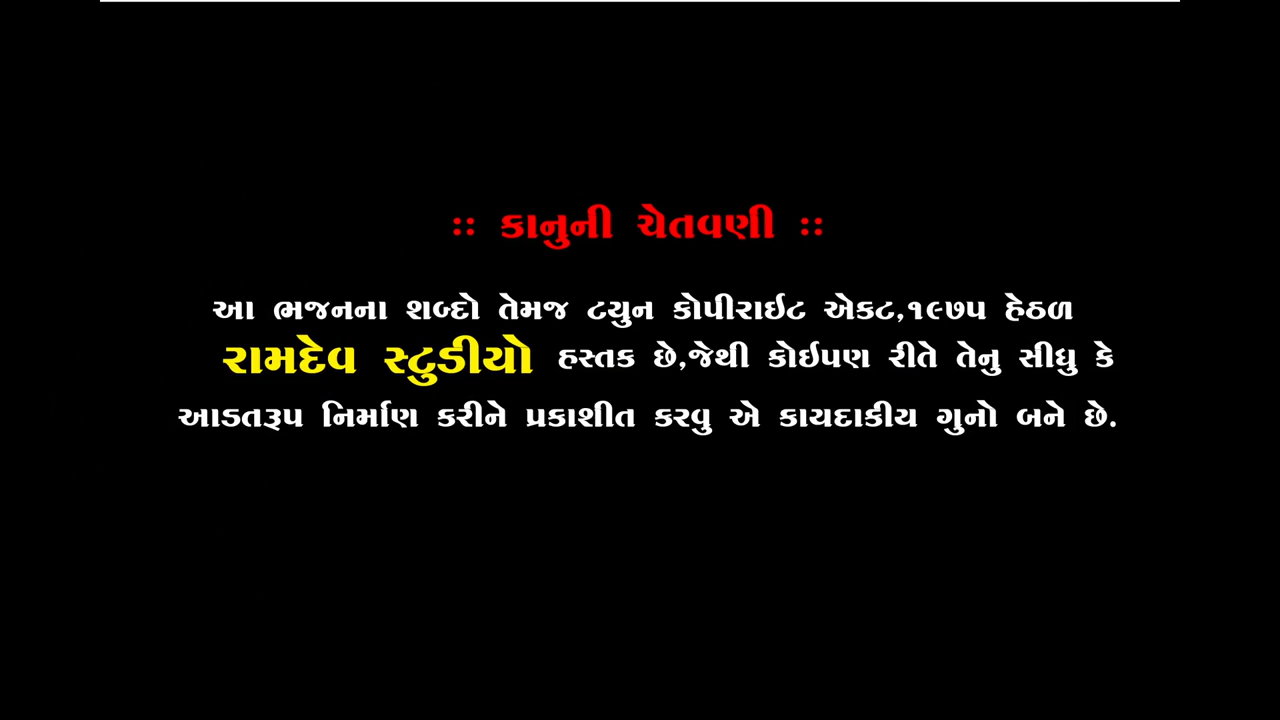 :: કાનુની ચેતવણી ::
આ ભજનના શબ્દો તેમજ ટયુન કોપીરાઈટ એકટ,૧૯૭૫ હેઠળ
રામદેવ સ્ટુડીયો હસ્તક છે,જેથી કોઈપણ રીતે તેનુ સીધુ કે
આડતરૂપ નિર્માણ કરીને પ્રકાશીત કરવુ એ કાયદાકીય ગુનો બને છે.